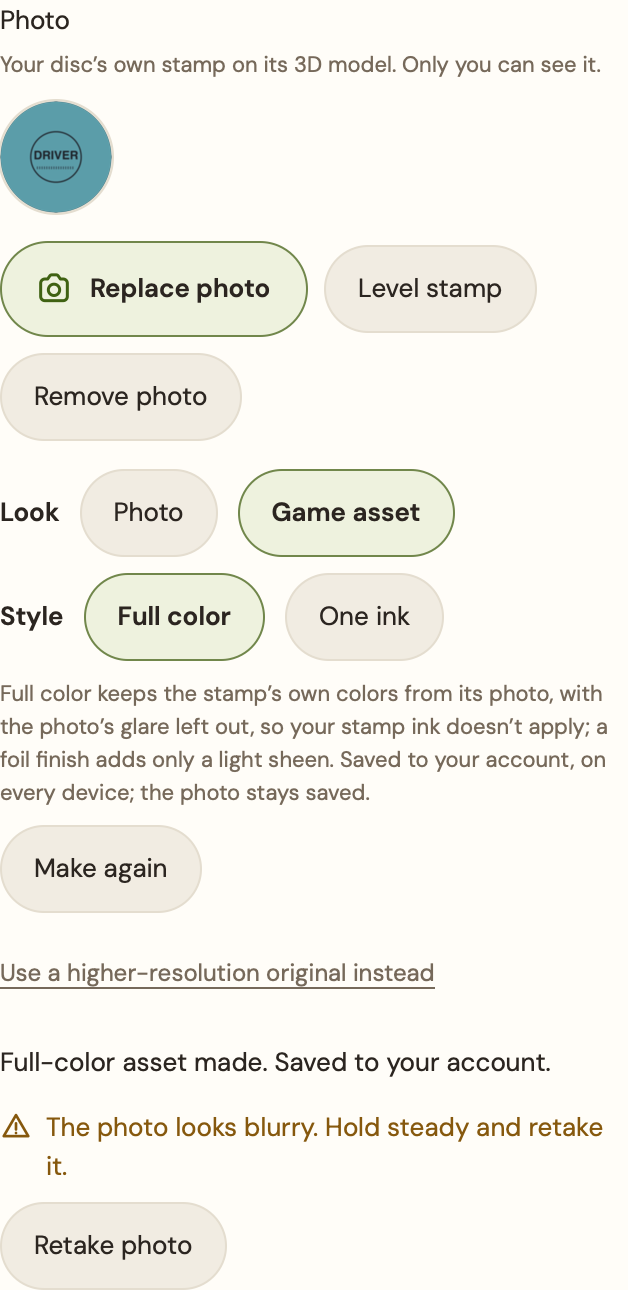 Photo
Your disc’s own stamp on its 3D model. Only you can see it.
DRIVER
Replace photo
Level stamp
Remove photo
Look
Photo
Game asset
Style
Full color
One ink
Full color keeps the stamp’s own colors from its photo, with
the photo’s glare left out, so your stamp ink doesn’t apply; a
foil finish adds only a light sheen. Saved to your account, on
every device; the photo stays saved.
Make again
Use a higher-resolution original instead
Full-color asset made. Saved to your account.
The photo looks blurry. Hold steady and retake
it.
Retake photo